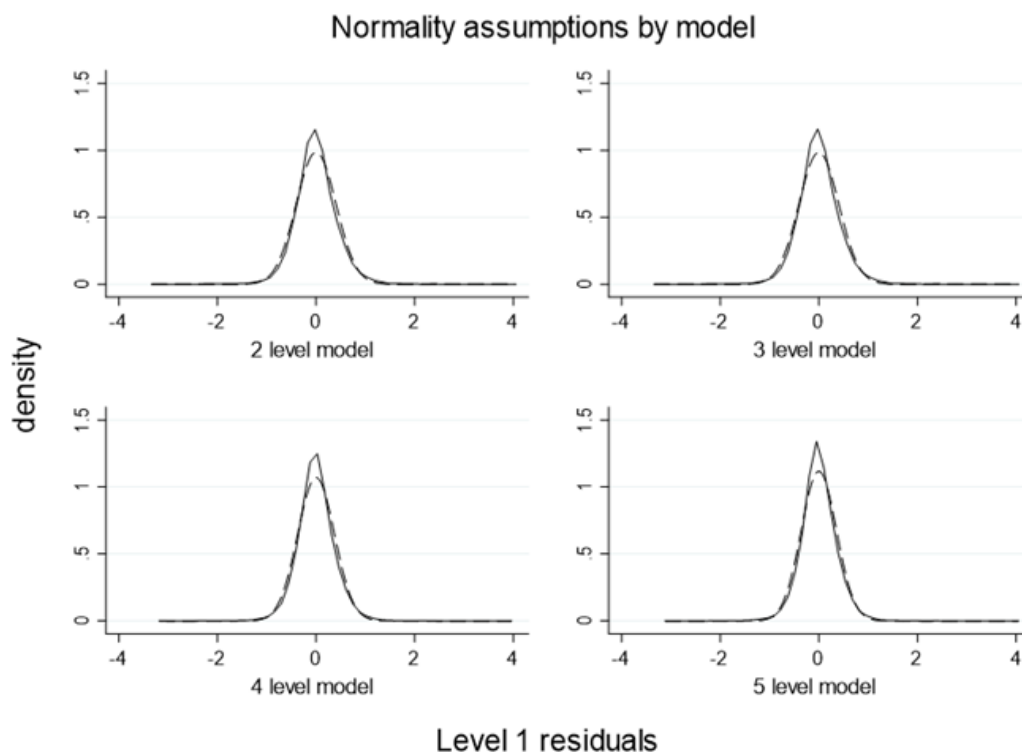 Normality assumptions by model
1.5
1
.5
0
-4 -2 0 2 4
2 level model
1.5
1
.5
0
-4 -2 0 2 4
3 level model
density
1.5
1
.5
0
-4 -2 0 2 4
4 level model
1.5
1
.5
0
-4 -2 0 2 4
5 level model
Level 1 residuals